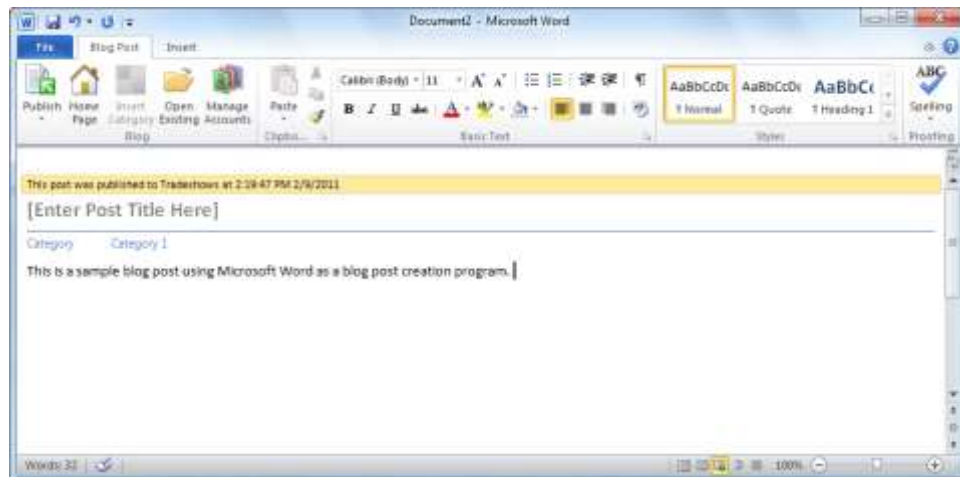 Document2 - Microsoft Word
File Blog Post Insert
Publish Home Page Insert Category Open Existing Manage Accounts Paste Calibri (Body) 11 AaBbCcDc AaBbCcDc AaBbCc ABC
B I U abc A ¶ Normal ¶ Quote ¶ Heading 1 Spelling
Blog Clipbo... Basic Text Styles Proofing
This post was published to Tradeshows at 2:19:47 PM 2/9/2011
[Enter Post Title Here]
Category Category 1
This is a sample blog post using Microsoft Word as a blog post creation program.
Words: 32 100%